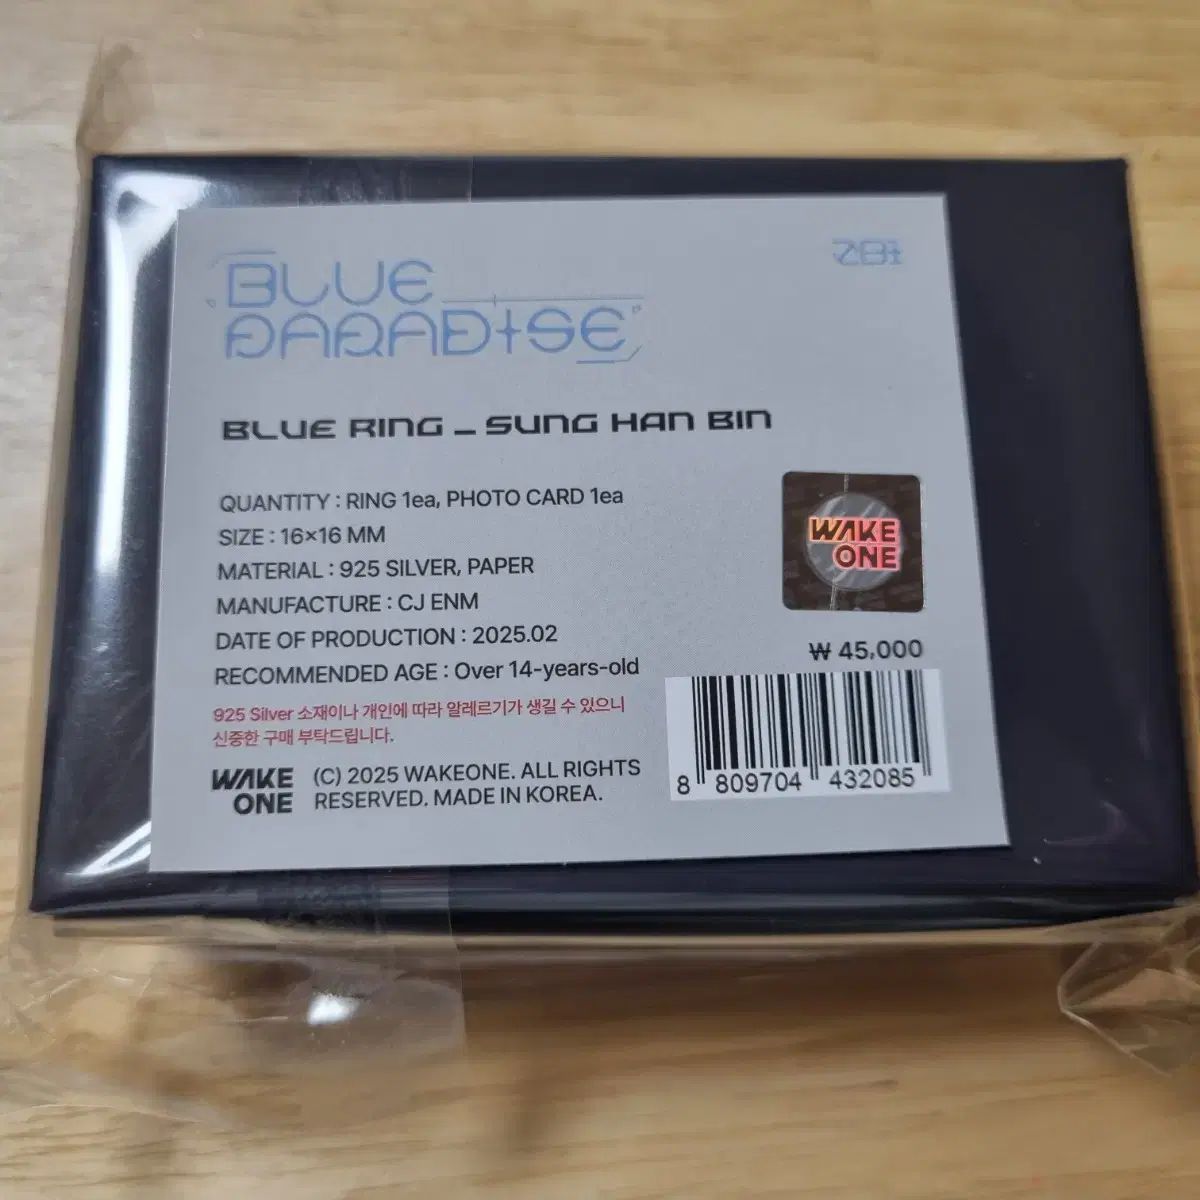 ZB1
BLUE
PARADISE
BLUE RING _ SUNG HAN BIN
QUANTITY : RING 1ea, PHOTO CARD 1ea
SIZE : 16×16 MM
MATERIAL : 925 SILVER, PAPER
MANUFACTURE : CJ ENM
DATE OF PRODUCTION : 2025.02
RECOMMENDED AGE : Over 14-years-old
925 Silver 소재이나 개인에 따라 알레르기가 생길 수 있으니
신중한 구매 부탁드립니다.
WAKE
ONE
(C) 2025 WAKEONE. ALL RIGHTS
RESERVED. MADE IN KOREA.
WAKE
ONE
₩ 45,000
8 809704 432085